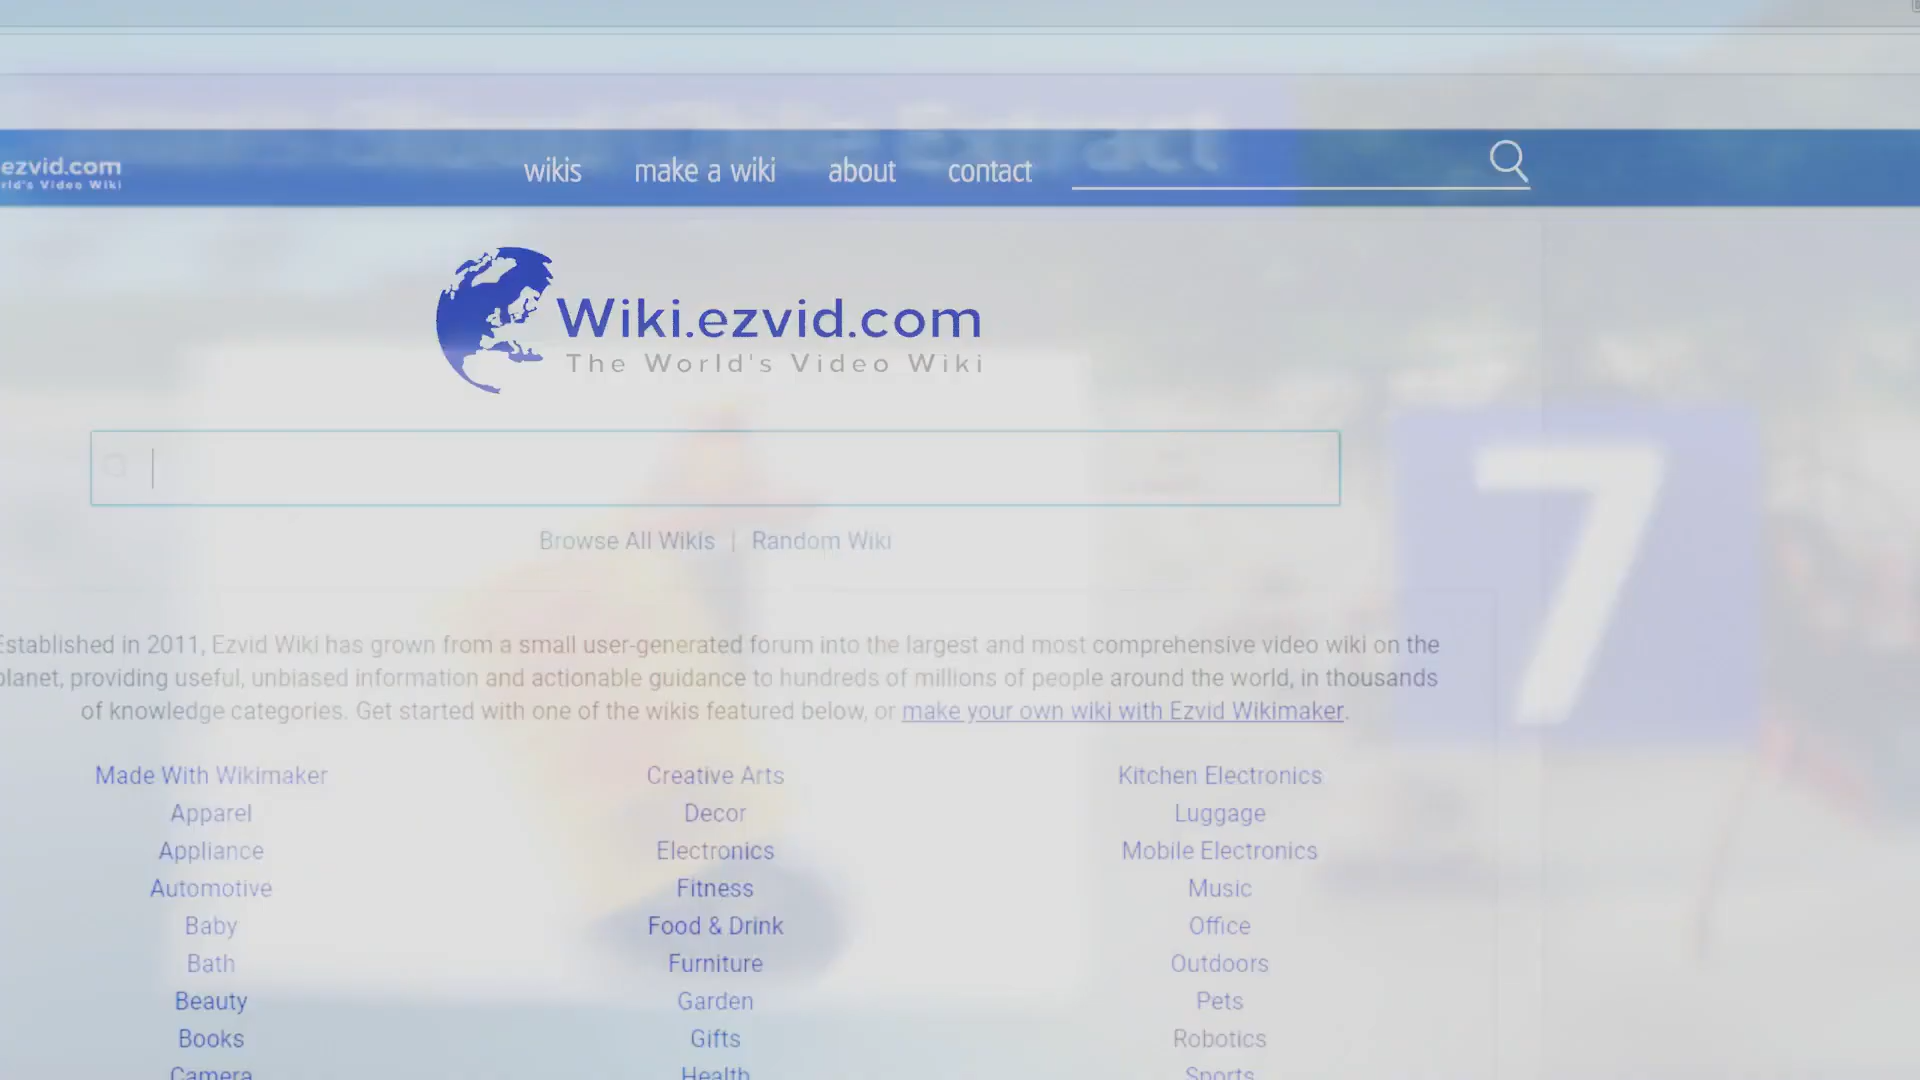 Extract
ezvid.com
wikis make a wiki about contact
rld's Video Wiki
Wiki.ezvid.com
The World's Video Wiki
Browse All Wikis | Random Wiki
7
Established in 2011, Ezvid Wiki has grown from a small user-generated forum into the largest and most comprehensive video wiki on the
planet, providing useful, unbiased information and actionable guidance to hundreds of millions of people around the world, in thousands
of knowledge categories. Get started with one of the wikis featured below, or make your own wiki with Ezvid Wikimaker.
Made With Wikimaker Creative Arts Kitchen Electronics
Apparel Decor Luggage
Appliance Electronics Mobile Electronics
Automotive Fitness Music
Baby Food & Drink Office
Bath Furniture Outdoors
Beauty Garden Pets
Books Gifts Robotics
Camera Health Sports